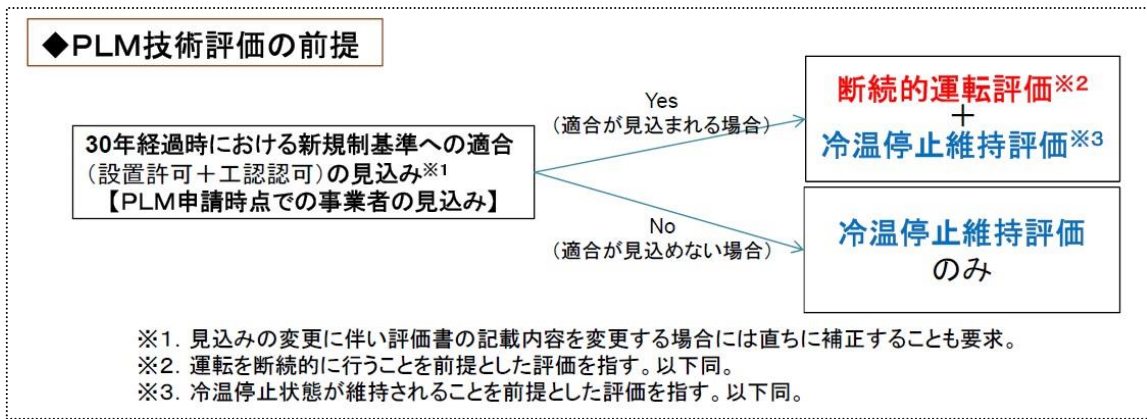 ◆PLM技術評価の前提
30年経過時における新規制基準への適合
(設置許可+工認認可)の見込み※1
【PLM申請時点での事業者の見込み】
Yes
(適合が見込まれる場合)
断続的運転評価※2
+
冷温停止維持評価※3
No
(適合が見込めない場合)
冷温停止維持評価
のみ
※1. 見込みの変更に伴い評価書の記載内容を変更する場合には直ちに補正することも要求。
※2. 運転を断続的に行うことを前提とした評価を指す。以下同。
※3. 冷温停止状態が維持されることを前提とした評価を指す。以下同。